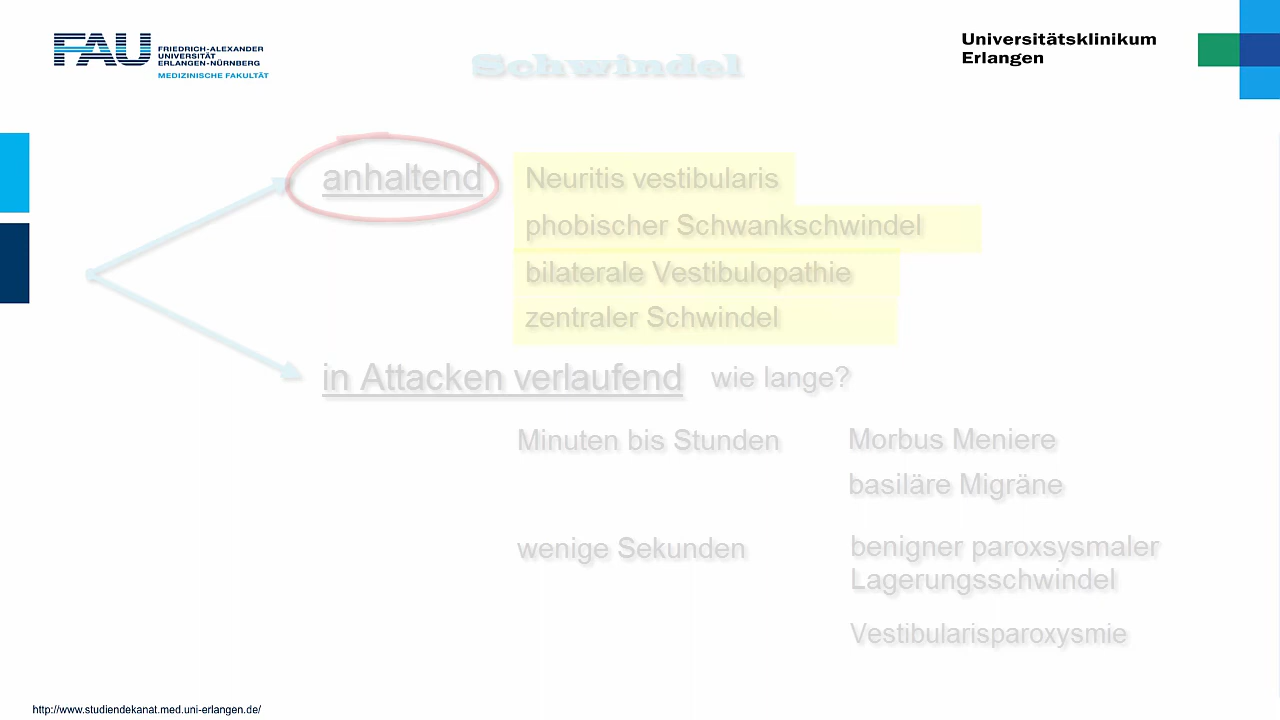 FAU FRIEDRICH-ALEXANDER
UNIVERSITÄT
ERLANGEN-NÜRNBERG
MEDIZINISCHE FAKULTÄT
Schwindel
Universitätsklinikum
Erlangen
anhaltend
Neuritis vestibularis
phobischer Schwankschwindel
bilaterale Vestibulopathie
zentraler Schwindel
in Attacken verlaufend wie lange?
Minuten bis Stunden Morbus Meniere
basiläre Migräne
wenige Sekunden benigner paroxsysmaler
Lagerungsschwindel
Vestibularisparoxysmie
http://www.studiendekanat.med.uni-erlangen.de/